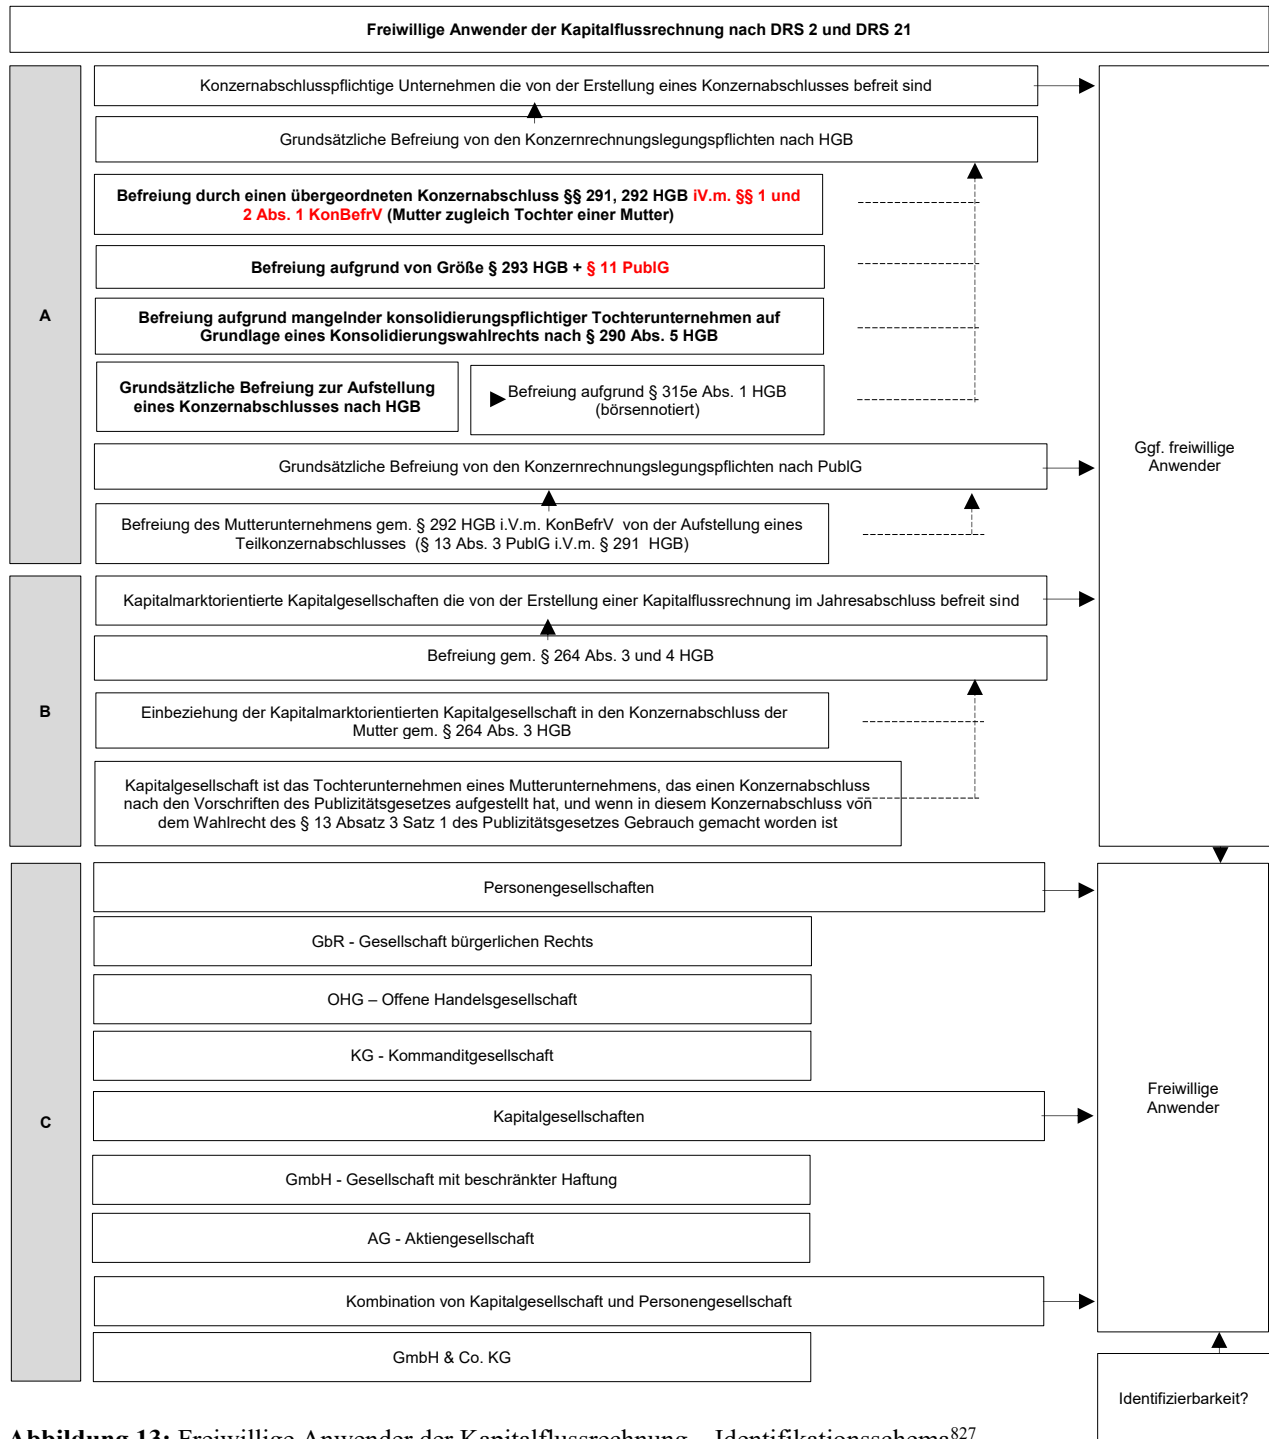 Freiwillige Anwender der Kapitalflussrechnung nach DRS 2 und DRS 21
A
Konzernabschlusspflichtige Unternehmen die von der Erstellung eines Konzernabschlusses befreit sind
Grundsätzliche Befreiung von den Konzernrechnungslegungspflichten nach HGB
Befreiung durch einen übergeordneten Konzernabschluss §§ 291, 292 HGB iV.m. §§ 1 und
2 Abs. 1 KonBefrV (Mutter zugleich Tochter einer Mutter)
Befreiung aufgrund von Größe § 293 HGB + § 11 PublG
Befreiung aufgrund mangelnder konsolidierungspflichtiger Tochterunternehmen auf
Grundlage eines Konsolidierungswahlrechts nach § 290 Abs. 5 HGB
Grundsätzliche Befreiung zur Aufstellung
eines Konzernabschlusses nach HGB
Befreiung aufgrund § 315e Abs. 1 HGB
(börsennotiert)
Grundsätzliche Befreiung von den Konzernrechnungslegungspflichten nach PublG
Befreiung des Mutterunternehmens gem. § 292 HGB i.V.m. KonBefrV von der Aufstellung eines
Teilkonzernabschlusses (§ 13 Abs. 3 PublG i.V.m. § 291 HGB)
Ggf. freiwillige
Anwender
B
Kapitalmarktorientierte Kapitalgesellschaften die von der Erstellung einer Kapitalflussrechnung im Jahresabschluss befreit sind
Befreiung gem. § 264 Abs. 3 und 4 HGB
Einbeziehung der Kapitalmarktorientierten Kapitalgesellschaft in den Konzernabschluss der
Mutter gem. § 264 Abs. 3 HGB
Kapitalgesellschaft ist das Tochterunternehmen eines Mutterunternehmens, das einen Konzernabschluss
nach den Vorschriften des Publizitätsgesetzes aufgestellt hat, und wenn in diesem Konzernabschluss von
dem Wahlrecht des § 13 Absatz 3 Satz 1 des Publizitätsgesetzes Gebrauch gemacht worden ist
C
Personengesellschaften
GbR - Gesellschaft bürgerlichen Rechts
OHG – Offene Handelsgesellschaft
KG - Kommanditgesellschaft
Kapitalgesellschaften
GmbH - Gesellschaft mit beschränkter Haftung
AG - Aktiengesellschaft
Kombination von Kapitalgesellschaft und Personengesellschaft
GmbH & Co. KG
Freiwillige
Anwender
Identifizierbarkeit?
Abbildung 13: Freiwillige Anwender der Kapitalflussrechnung – Identifikationsschema827